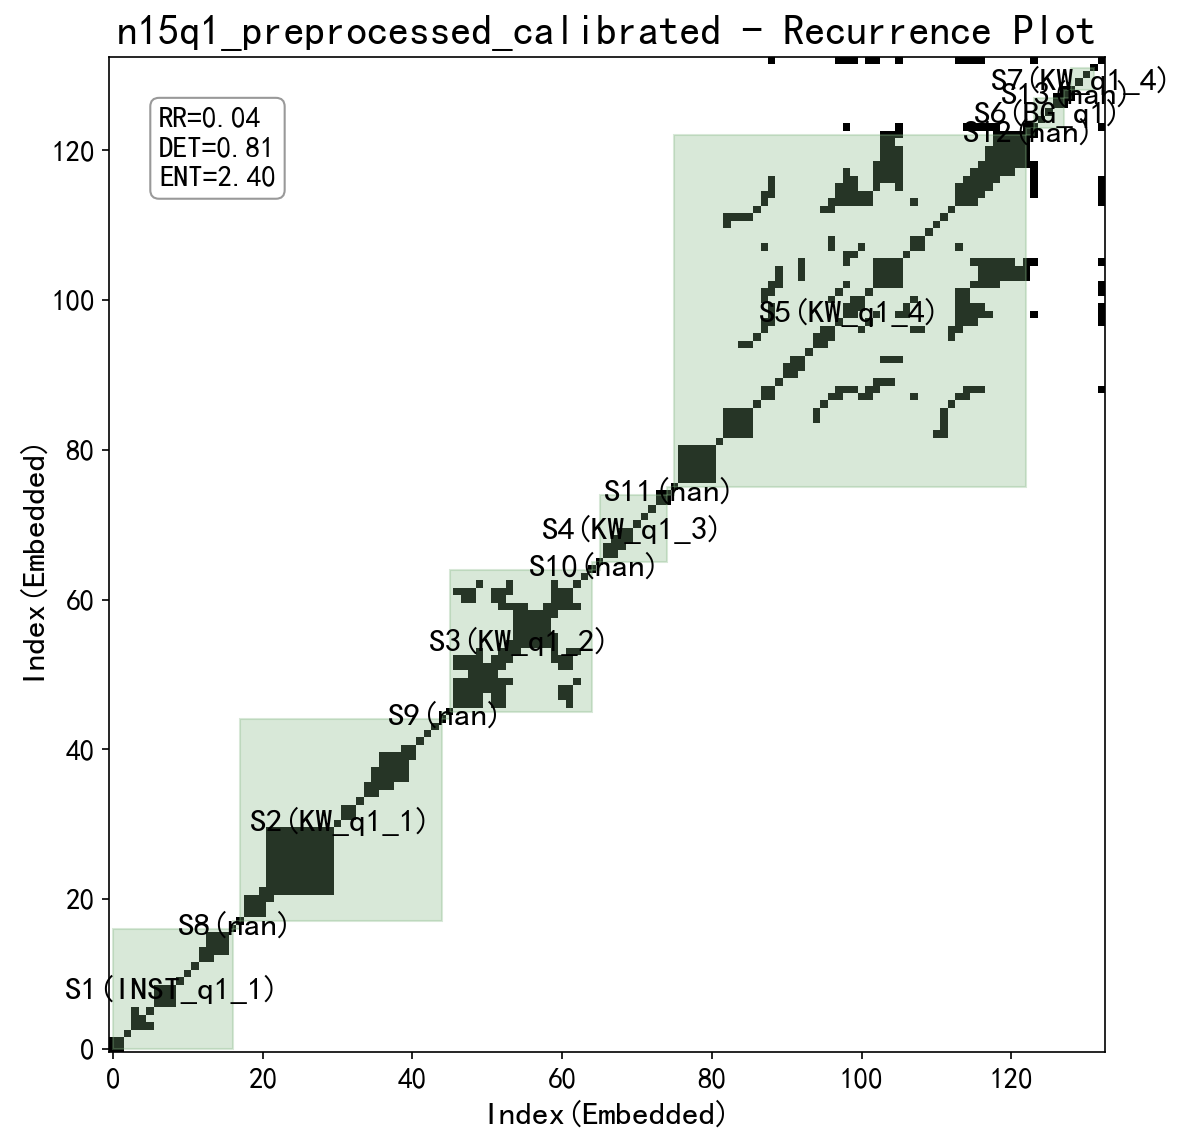 n15q1_preprocessed_calibrated - Recurrence Plot
RR=0.04
DET=0.81
ENT=2.40
S7(KW_q1_4)
S13(nan)
S6(BG_q1)
S12(nan)
S5(KW_q1_4)
S11(nan)
S4(KW_q1_3)
S10(nan)
S3(KW_q1_2)
S9(nan)
S2(KW_q1_1)
S8(nan)
S1(INST_q1_1)
120
100
80
60
40
20
0
Index(Embedded)
0 20 40 60 80 100 120
Index(Embedded)